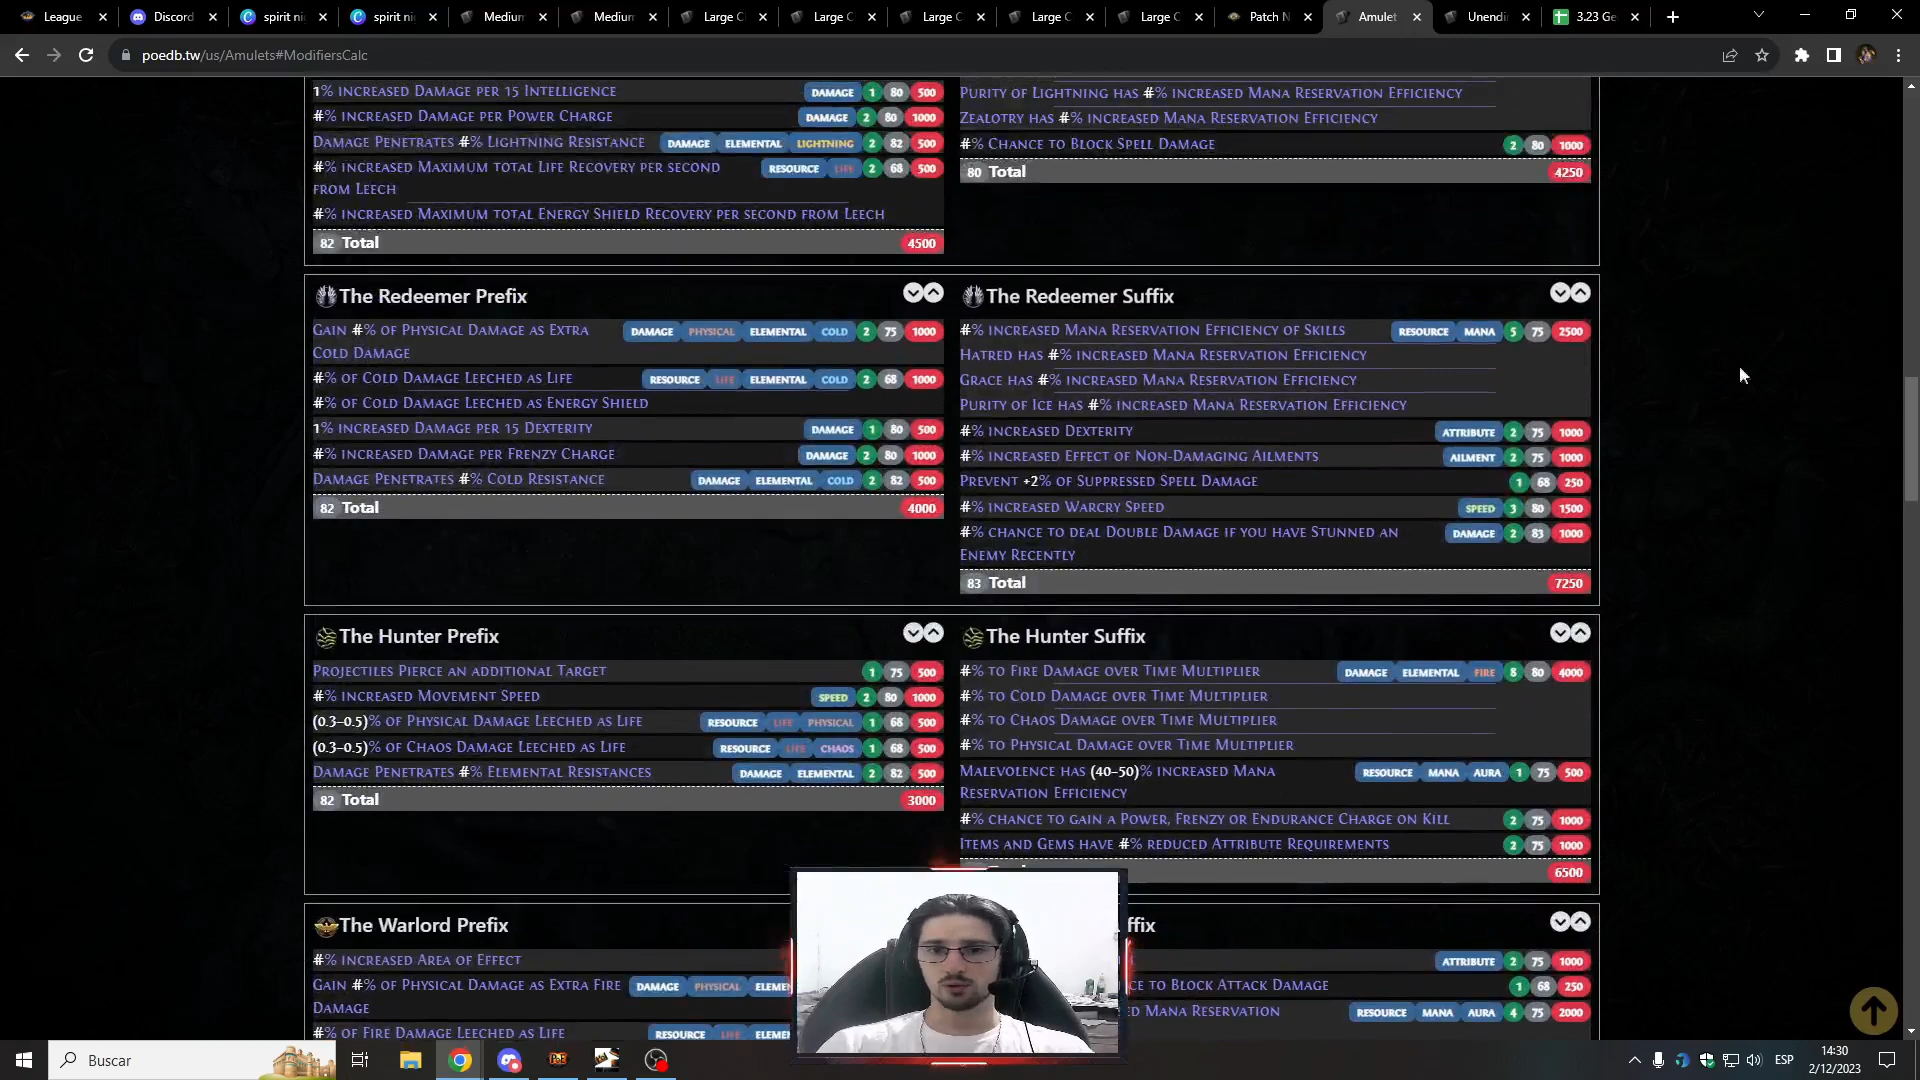 League
Discord
spirit ni
spirit ni
Medium
Medium
Large C
Large C
Large C
Large C
Large C
Patch N
Amulet
Unendi
3.23 Ge
poedb.tw/us/Amulets#ModifiersCalc
1% increased Damage per 15 Intelligence DAMAGE 1 80 500
#% increased Damage per Power Charge DAMAGE 2 80 1000
Damage Penetrates #% Lightning Resistance DAMAGE ELEMENTAL LIGHTNING 2 82 500
#% increased Maximum total Life Recovery per second RESOURCE LIFE 2 68 500
from Leech
#% increased Maximum total Energy Shield Recovery per second from Leech
82 Total 4500
Purity of Lightning has #% increased Mana Reservation Efficiency
Zealotry has #% increased Mana Reservation Efficiency
#% Chance to Block Spell Damage 2 80 1000
80 Total 4250
The Redeemer Prefix
Gain #% of Physical Damage as Extra DAMAGE PHYSICAL ELEMENTAL COLD 2 75 1000
Cold Damage
#% of Cold Damage Leeched as Life RESOURCE LIFE ELEMENTAL COLD 2 68 1000
#% of Cold Damage Leeched as Energy Shield
1% increased Damage per 15 Dexterity DAMAGE 1 80 500
#% increased Damage per Frenzy Charge DAMAGE 2 80 1000
Damage Penetrates #% Cold Resistance DAMAGE ELEMENTAL COLD 2 82 500
82 Total 4000
The Redeemer Suffix
#% increased Mana Reservation Efficiency of Skills RESOURCE MANA 5 75 2500
Hatred has #% increased Mana Reservation Efficiency
Grace has #% increased Mana Reservation Efficiency
Purity of Ice has #% increased Mana Reservation Efficiency
#% increased Dexterity ATTRIBUTE 2 75 1000
#% increased Effect of Non-Damaging Ailments AILMENT 2 75 1000
Prevent +2% of Suppressed Spell Damage 1 68 250
#% increased Warcry Speed SPEED 3 80 1500
#% chance to deal Double Damage if you have Stunned an DAMAGE 2 83 1000
Enemy Recently
83 Total 7250
The Hunter Prefix
Projectiles Pierce an additional Target 1 75 500
#% increased Movement Speed SPEED 2 80 1000
(0.3–0.5)% of Physical Damage Leeched as Life RESOURCE LIFE PHYSICAL 1 68 500
(0.3–0.5)% of Chaos Damage Leeched as Life RESOURCE LIFE CHAOS 1 68 500
Damage Penetrates #% Elemental Resistances DAMAGE ELEMENTAL 2 82 500
82 Total 3000
The Hunter Suffix
#% to Fire Damage over Time Multiplier DAMAGE ELEMENTAL FIRE 8 80 4000
#% to Cold Damage over Time Multiplier
#% to Chaos Damage over Time Multiplier
#% to Physical Damage over Time Multiplier
Malevolence has (40–50)% increased Mana RESOURCE MANA AURA 1 75 500
Reservation Efficiency
#% chance to gain a Power, Frenzy or Endurance Charge on Kill 2 75 1000
Items and Gems have #% reduced Attribute Requirements 2 75 1000
6500
The Warlord Prefix
#% increased Area of Effect
Gain #% of Physical Damage as Extra Fire DAMAGE PHYSICAL ELEME
Damage
#% of Fire Damage Leeched as Life RESOURCE LIFE ELEMEN
ffix
ATTRIBUTE 2 75 1000
ce to Block Attack Damage 1 68 250
ed Mana Reservation RESOURCE MANA AURA 4 75 2000
Buscar
ESP
14:30
2/12/2023